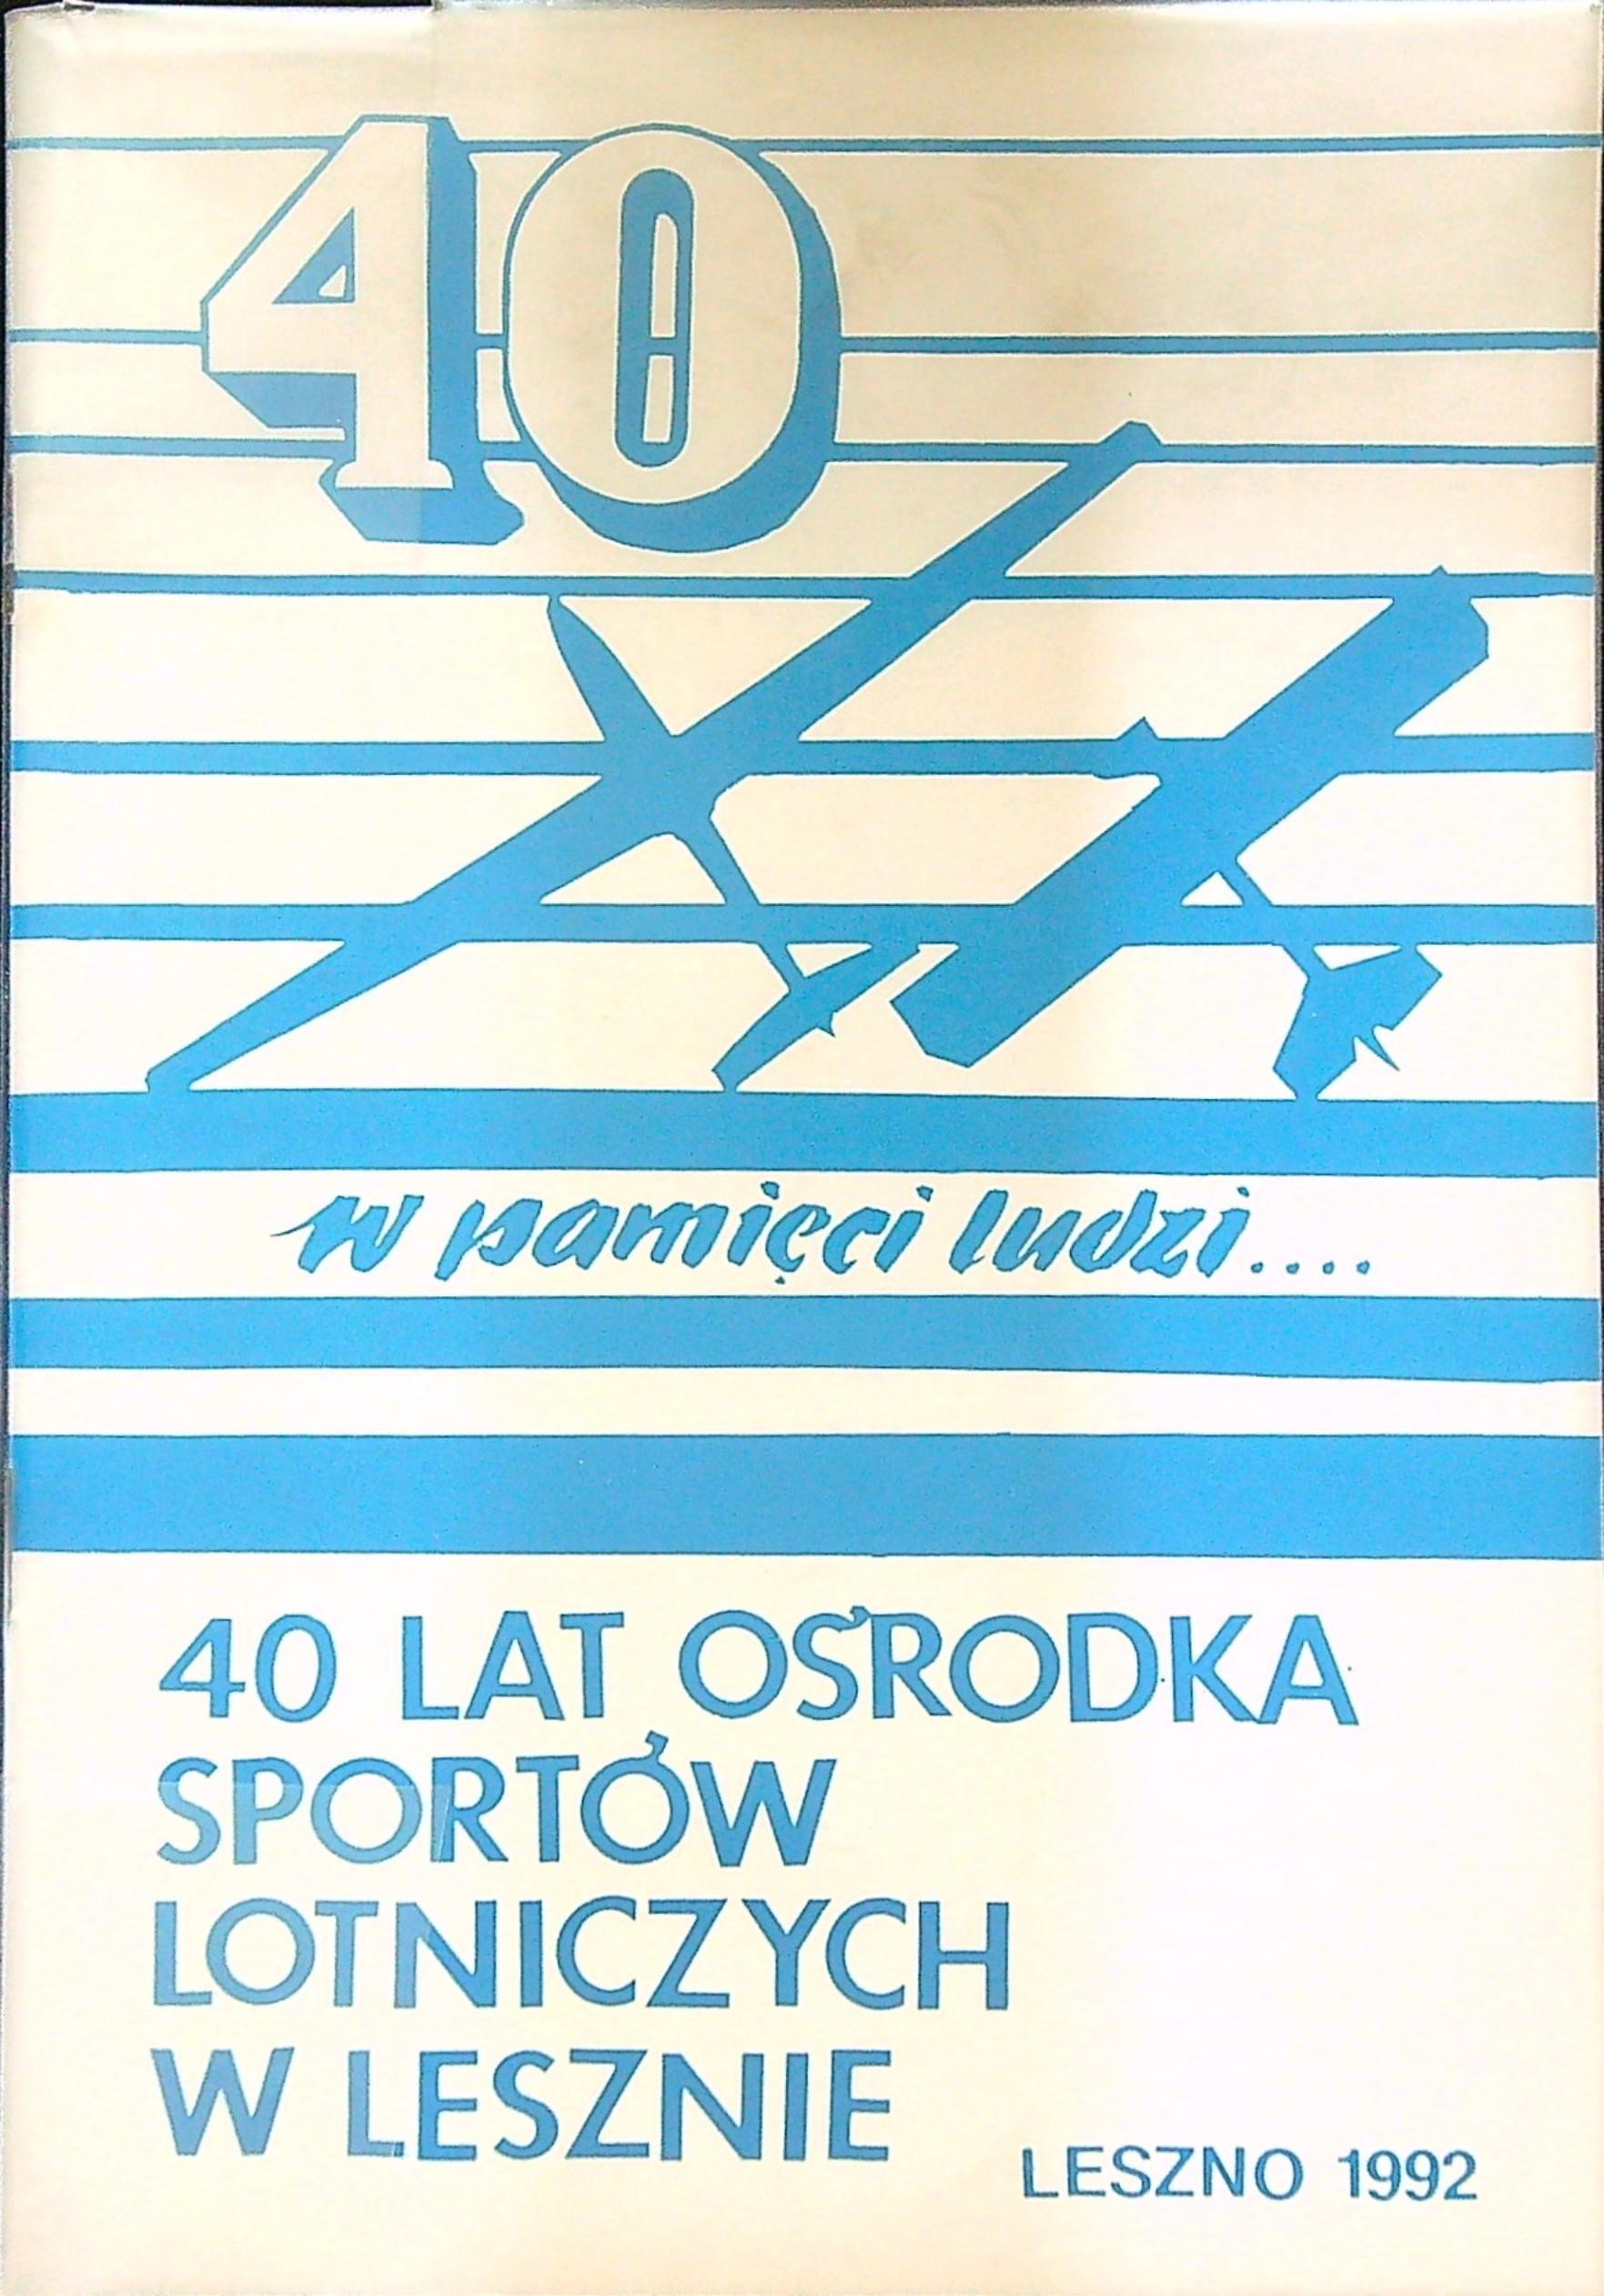 40
w pamięci ludzi....
40 LAT OŚRODKA
SPORTÓW
LOTNICZYCH
W LESZNIE
LESZNO 1992